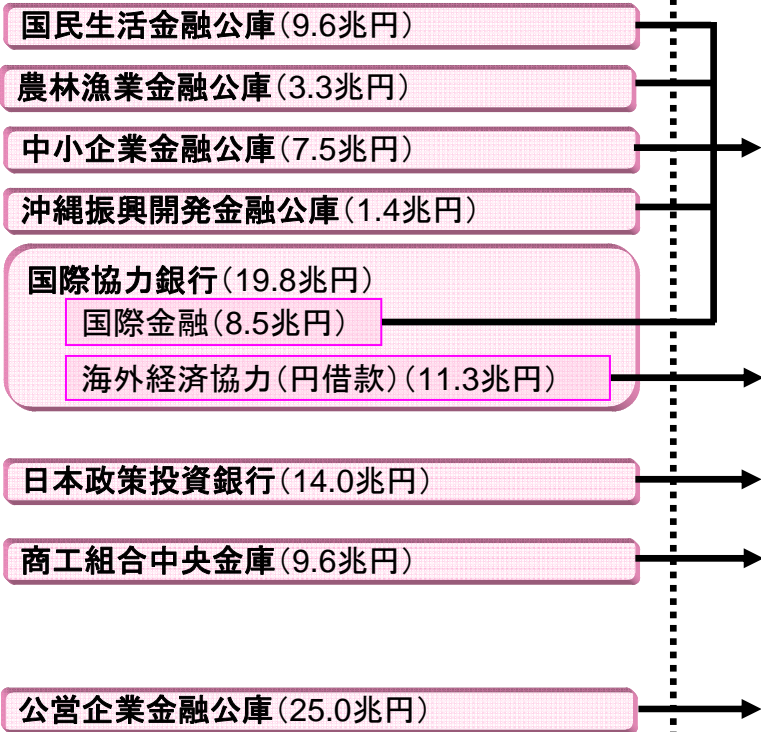 国民生活金融公庫（9.6兆円）
農林漁業金融公庫（3.3兆円）
中小企業金融公庫（7.5兆円）
沖縄振興開発金融公庫（1.4兆円）
国際協力銀行（19.8兆円）
国際金融（8.5兆円）
海外経済協力（円借款）（11.3兆円）
日本政策投資銀行（14.0兆円）
商工組合中央金庫（9.6兆円）
公営企業金融公庫（25.0兆円）